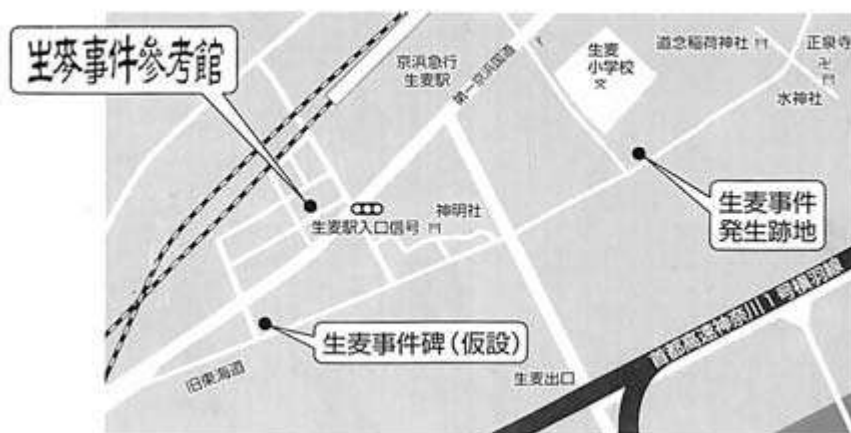 生麥事件参考館
京浜急行
生麦駅
第一京浜国道
生麦
小学校
文
道念稲荷神社
正泉寺
卍
水神社
生麦事件
発生跡地
神明社
生麦駅入口信号
首都高速神奈川1号横羽線
生麦事件碑(仮設)
旧東海道
生麦出口